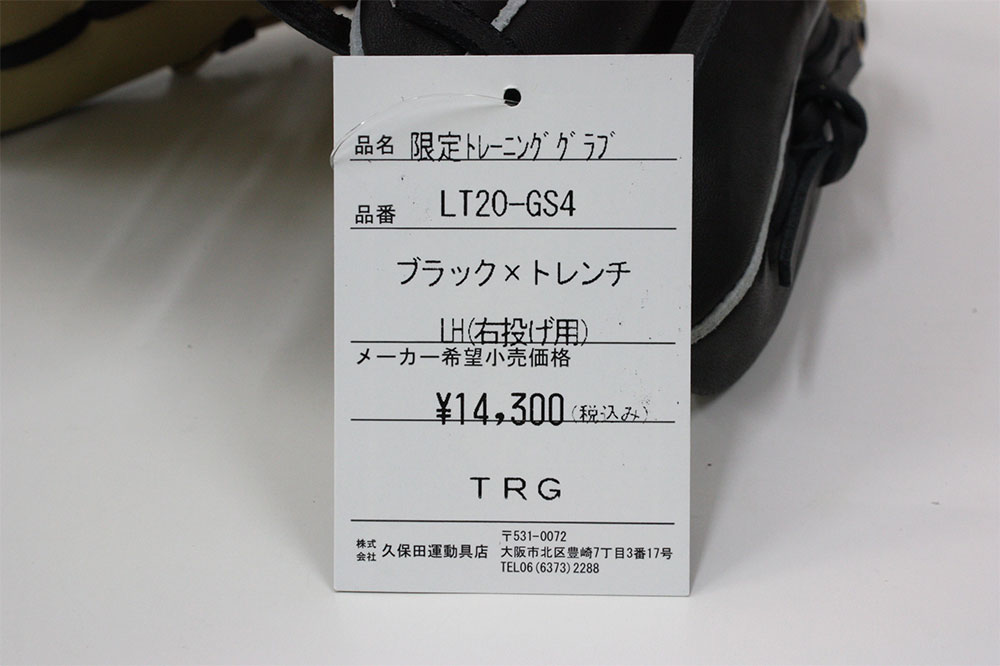 品名 限定ﾄﾚｰﾆﾝｸﾞｸﾞﾗﾌﾞ
品番 LT20-GS4
ブラック×トレンチ
LH(右投げ用)
メーカー希望小売価格
¥14,300(税込み)
TRG
株式会社 久保田運動具店
〒531-0072
大阪市北区豊崎7丁目3番17号
TEL06(6373)2288